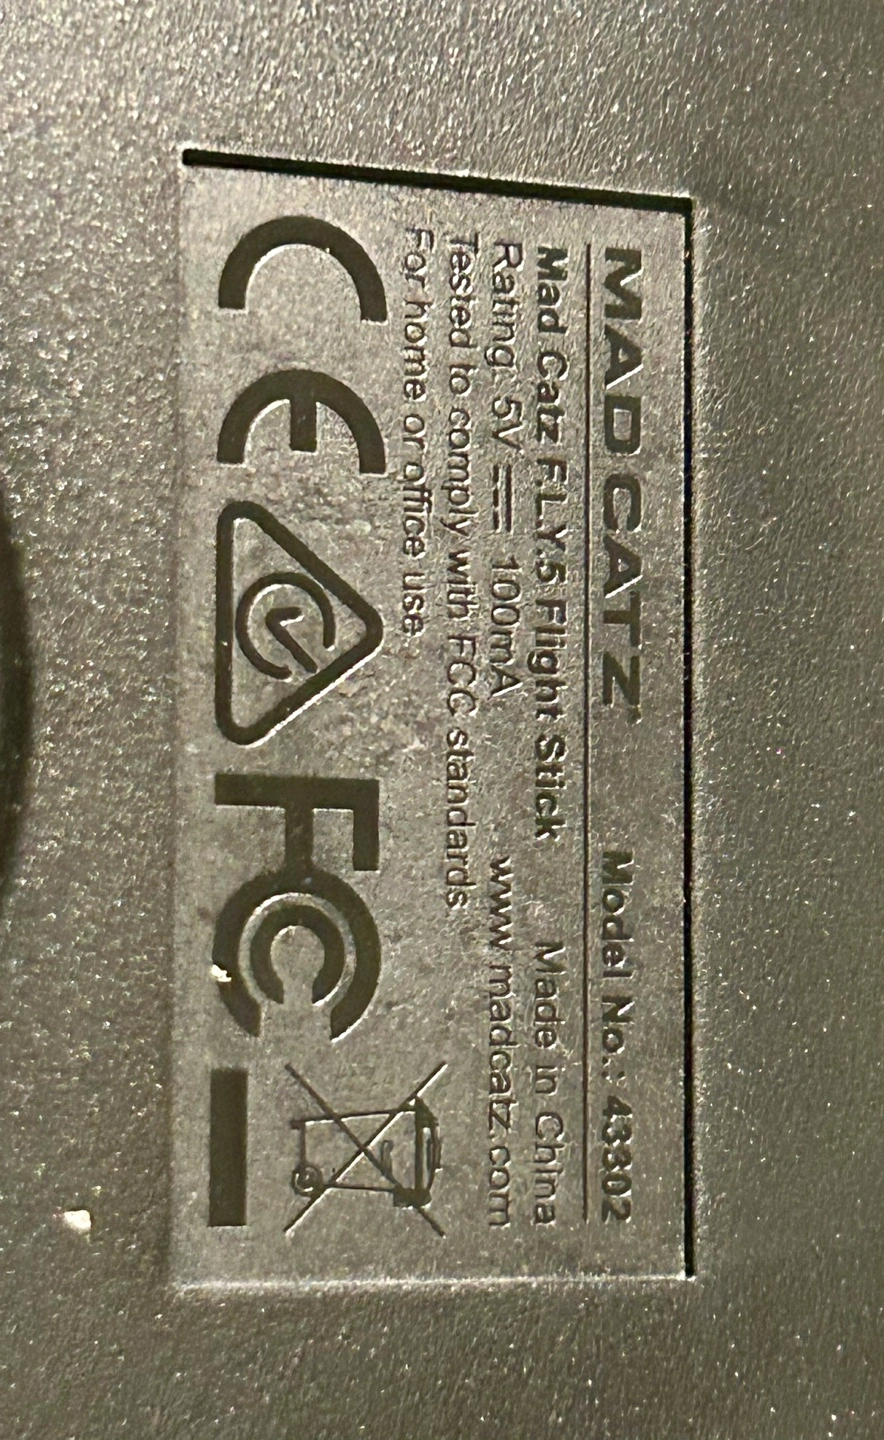 MAD CATZ Model No.: 43302
Mad Catz F.L.Y.5 Flight Stick Made in China
Rating: 5V ⎓ 100mA www.madcatz.com
Tested to comply with FCC standards
For home or office use
CE FC